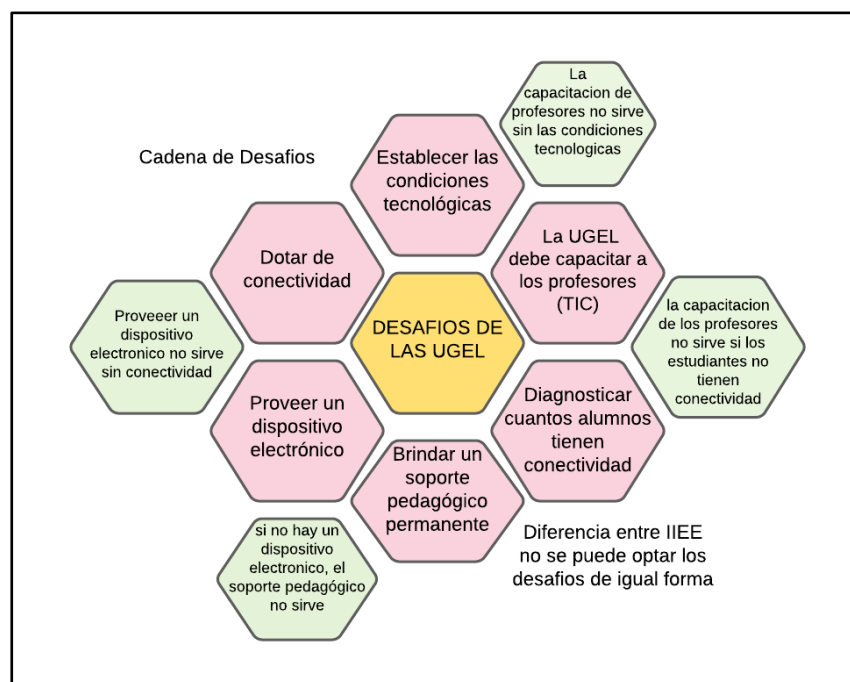 La
capacitacion de
profesores no sirve
sin las condiciones
tecnologicas
Cadena de Desafios
Establecer las
condiciones
tecnológicas
Dotar de
conectividad
La UGEL
debe capacitar a
los profesores
(TIC)
Proveeer un
dispositivo
electronico no sirve
sin conectividad
DESAFIOS DE
LAS UGEL
la capacitacion
de los profesores
no sirve si los
estudiantes no
tienen
conectividad
Proveer un
dispositivo
electrónico
Diagnosticar
cuantos alumnos
tienen
conectividad
Brindar un
soporte
pedagógico
permanente
si no hay un
dispositivo
electronico, el
soporte pedagógico
no sirve
Diferencia entre IIEE
no se puede optar los
desafios de igual forma